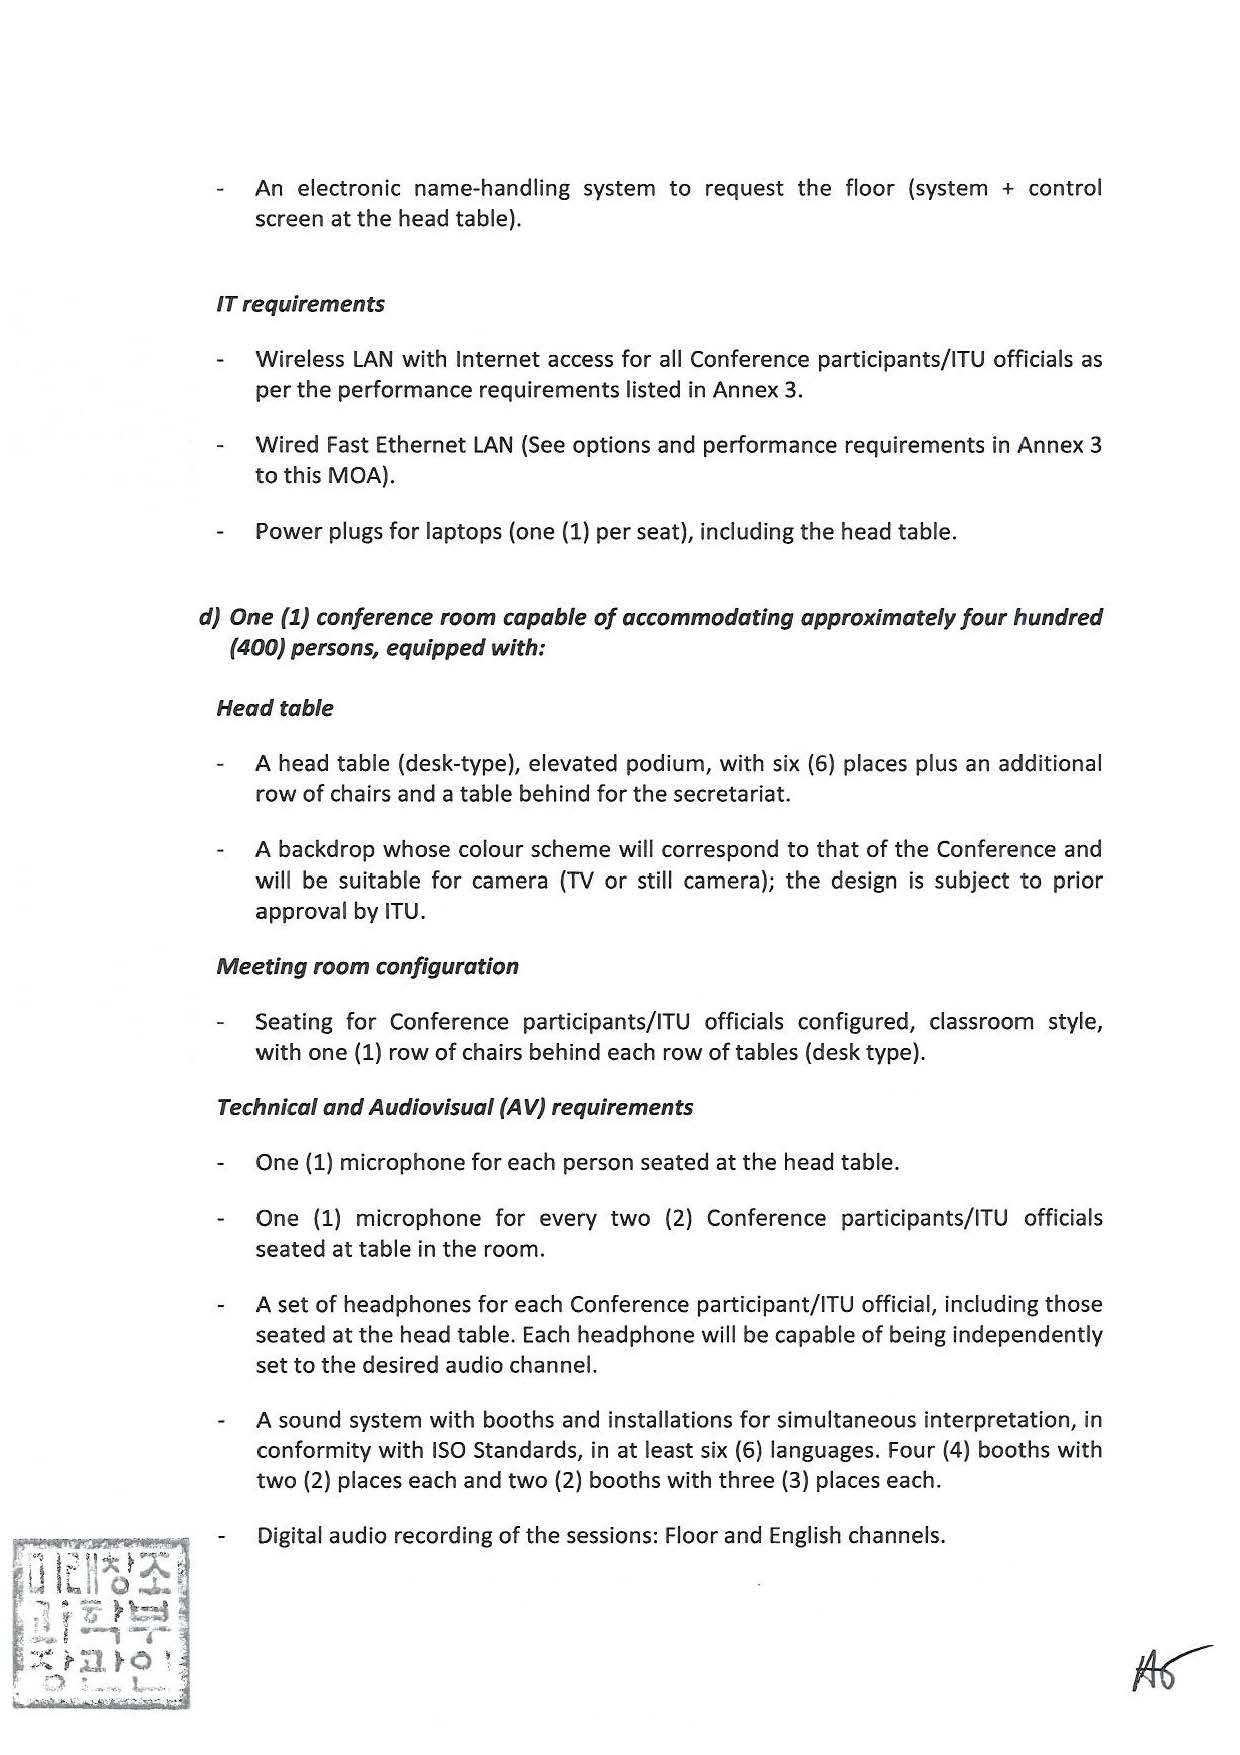 - An electronic name-handling system to request the floor (system + control
screen at the head table).
IT requirements
- Wireless LAN with Internet access for all Conference participants/ITU officials as
per the performance requirements listed in Annex 3.
- Wired Fast Ethernet LAN (See options and performance requirements in Annex 3
to this MOA).
- Power plugs for laptops (one (1) per seat), including the head table.
d) One (1) conference room capable of accommodating approximately four hundred
(400) persons, equipped with:
Head table
- A head table (desk-type), elevated podium, with six (6) places plus an additional
row of chairs and a table behind for the secretariat.
- A backdrop whose colour scheme will correspond to that of the Conference and
will be suitable for camera (TV or still camera); the design is subject to prior
approval by ITU.
Meeting room configuration
- Seating for Conference participants/ITU officials configured, classroom style,
with one (1) row of chairs behind each row of tables (desk type).
Technical and Audiovisual (AV) requirements
- One (1) microphone for each person seated at the head table.
- One (1) microphone for every two (2) Conference participants/ITU officials
seated at table in the room.
- A set of headphones for each Conference participant/ITU official, including those
seated at the head table. Each headphone will be capable of being independently
set to the desired audio channel.
- A sound system with booths and installations for simultaneous interpretation, in
conformity with ISO Standards, in at least six (6) languages. Four (4) booths with
two (2) places each and two (2) booths with three (3) places each.
- Digital audio recording of the sessions: Floor and English channels.
미래창조
과학부
장관인